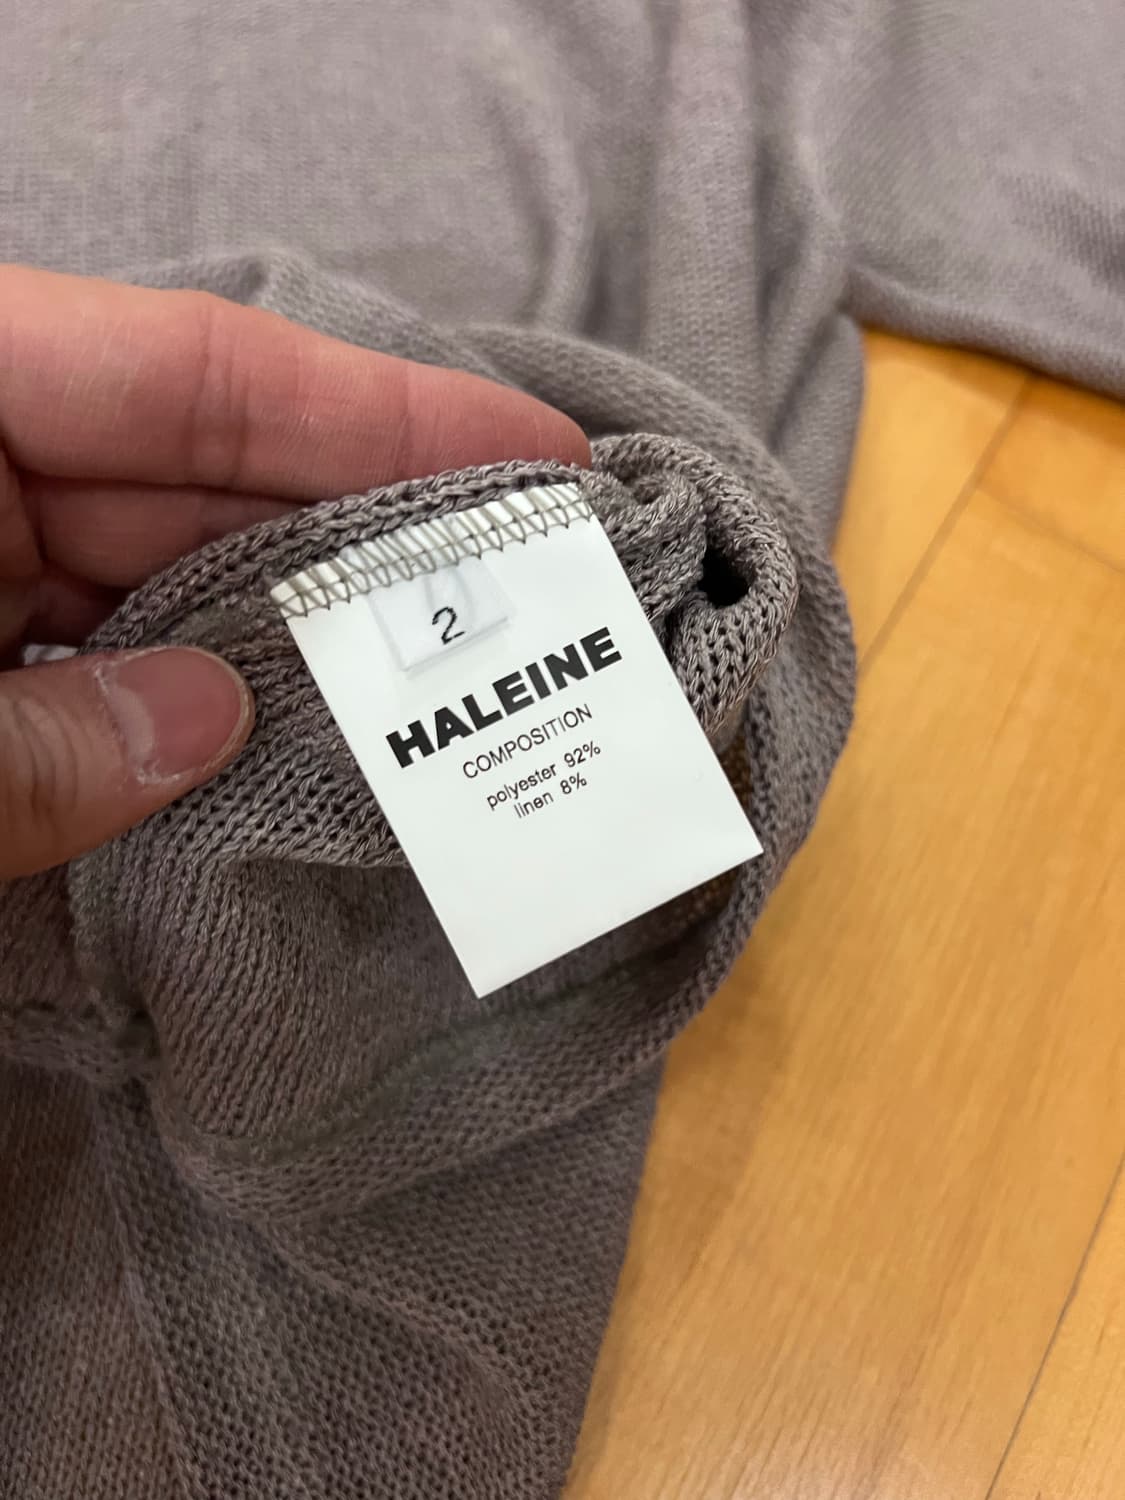 2
HALEINE
COMPOSITION
polyester 92%
linen 8%